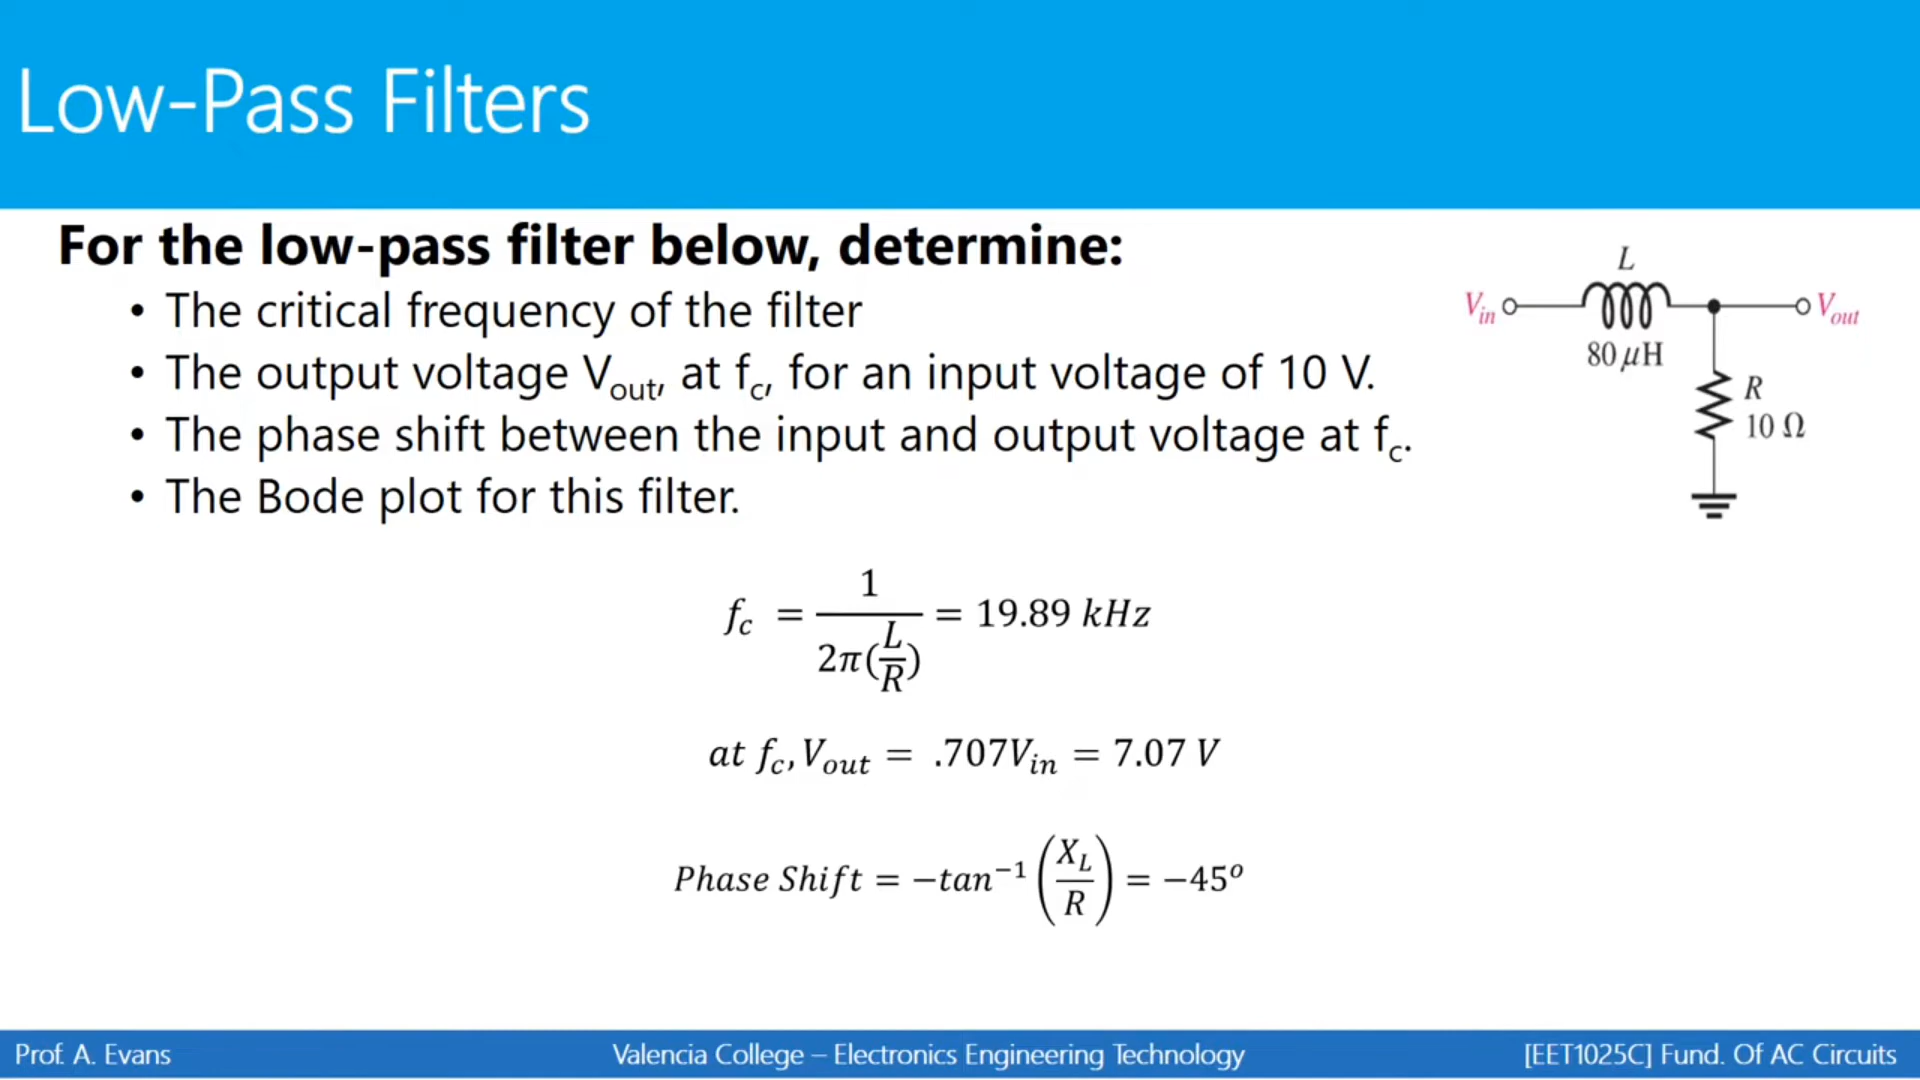 Low-Pass Filters
For the low-pass filter below, determine:
• The critical frequency of the filter
• The output voltage V_out, at f_c, for an input voltage of 10 V.
• The phase shift between the input and output voltage at f_c.
• The Bode plot for this filter.
L
V_in
V_out
80 μH
R
10 Ω
f_c = 1 / (2π(L/R)) = 19.89 kHz
at f_c, V_out = .707V_in = 7.07 V
Phase Shift = −tan⁻¹(X_L/R) = −45°
Prof. A. Evans
Valencia College – Electronics Engineering Technology
[EET1025C] Fund. Of AC Circuits